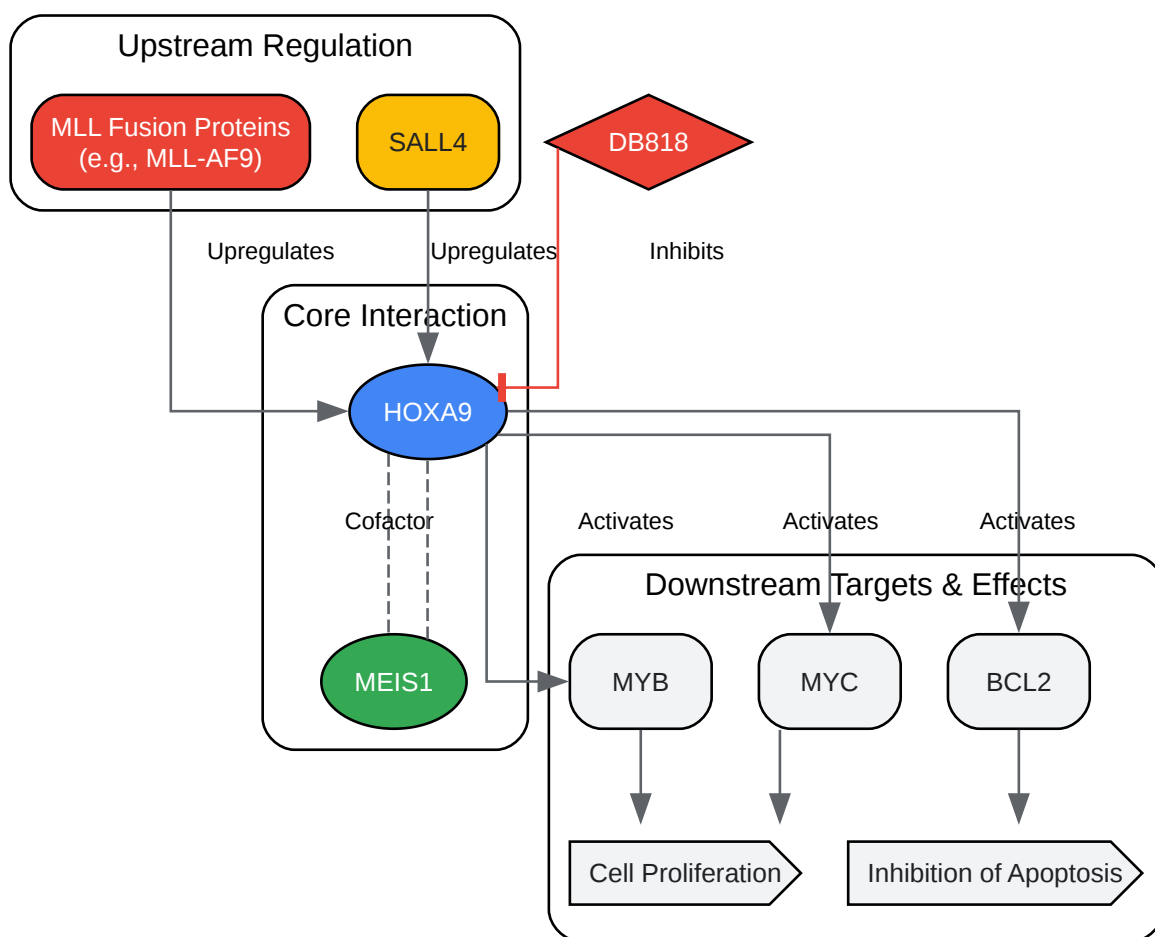 Upstream Regulation
MLL Fusion Proteins
(e.g., MLL-AF9)
SALL4
DB818
Upregulates
Upregulates
Inhibits
Core Interaction
HOXA9
Cofactor
Activates
Activates
Activates
Downstream Targets & Effects
MEIS1
MYB
MYC
BCL2
Cell Proliferation
Inhibition of Apoptosis